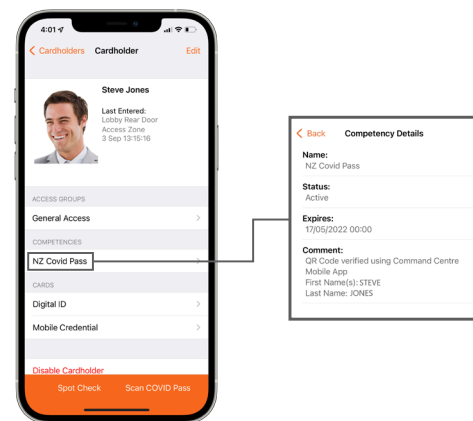 4:01
Cardholders Cardholder Edit
Steve Jones
Last Entered:
Lobby Rear Door
Access Zone
3 Sep 13:15:16
ACCESS GROUPS
General Access
COMPETENCIES
NZ Covid Pass
CARDS
Digital ID
Mobile Credential
Disable Cardholder
Spot Check Scan COVID Pass
Back Competency Details
Name:
NZ Covid Pass
Status:
Active
Expires:
17/05/2022 00:00
Comment:
QR Code verified using Command Centre
Mobile App
First Name(s): STEVE
Last Name: JONES